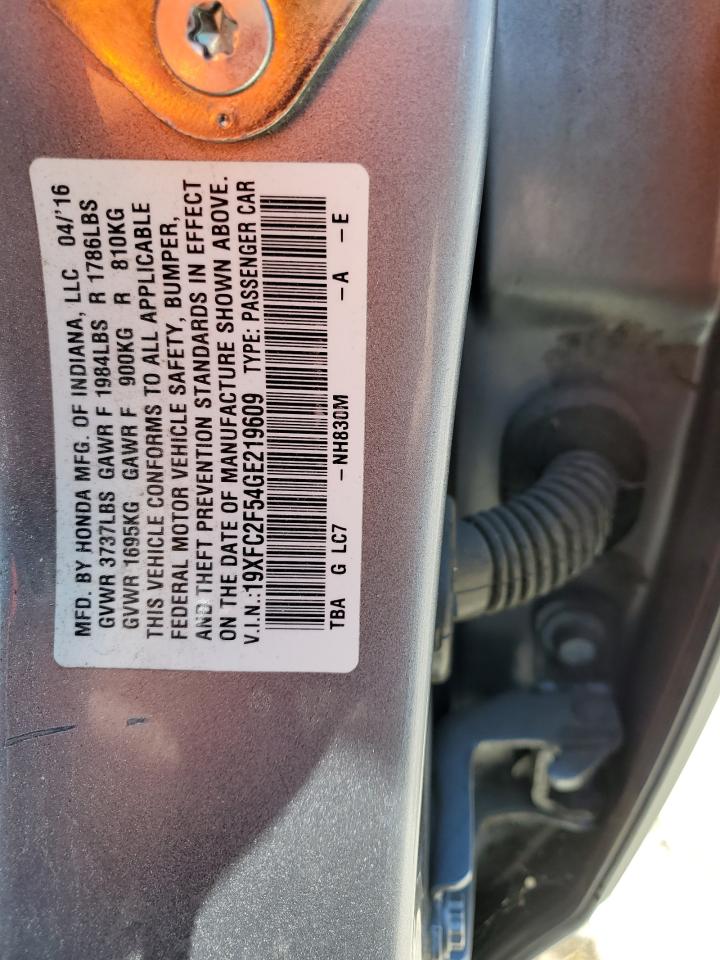 MFD. BY HONDA MFG. OF INDIANA, LLC 04/'16
GVWR 3737LBS GAWR F 1984LBS R 1786LBS
GVWR 1695KG GAWR F 900KG R 810KG
THIS VEHICLE CONFORMS TO ALL APPLICABLE
FEDERAL MOTOR VEHICLE SAFETY, BUMPER,
AND THEFT PREVENTION STANDARDS IN EFFECT
ON THE DATE OF MANUFACTURE SHOWN ABOVE.
V.I.N.:19XFC2F54GE219609 TYPE: PASSENGER CAR
TBA G LC7 -NH830M -A -E